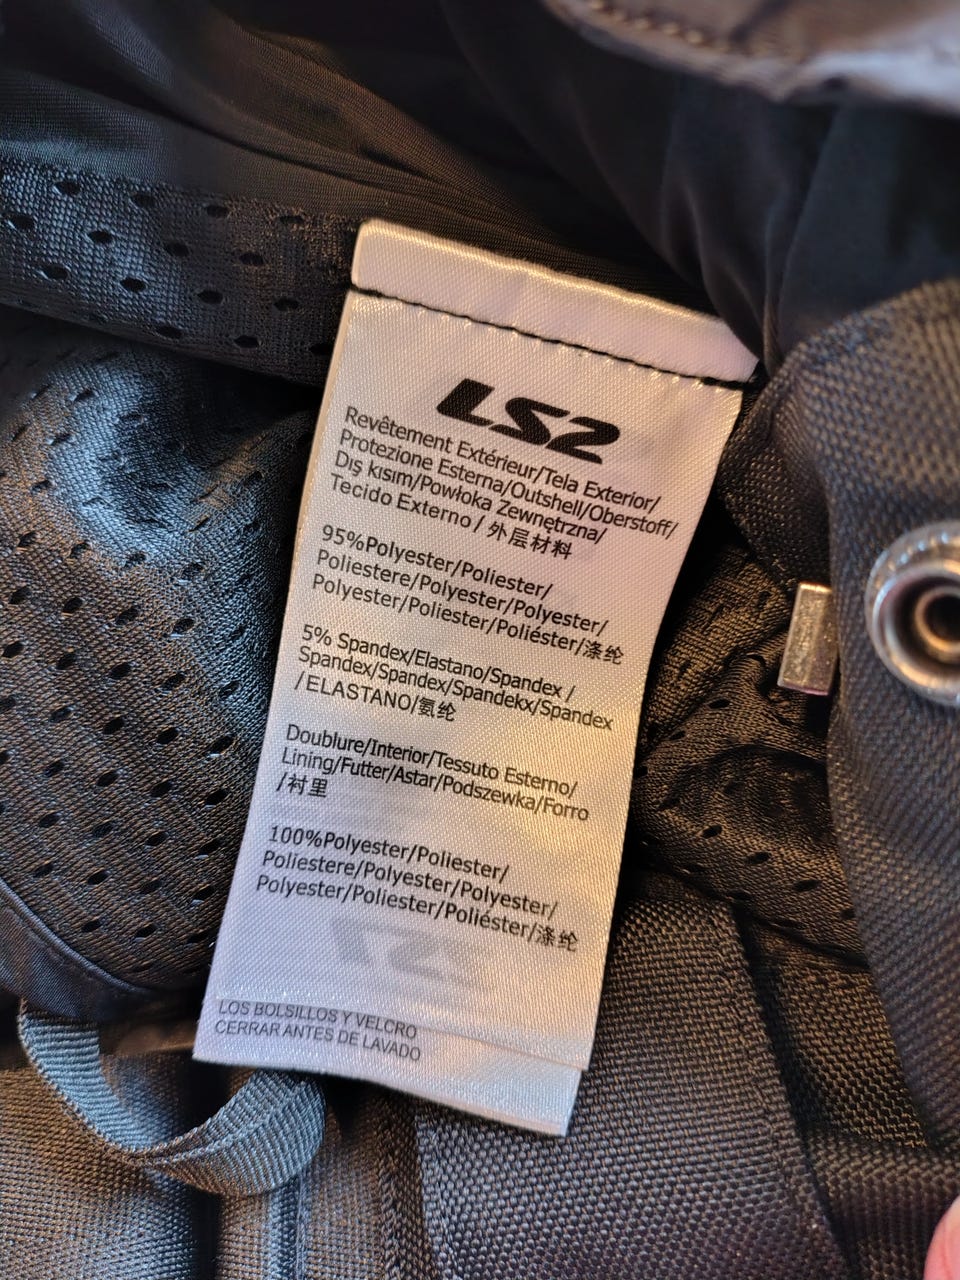 LS2
Revêtement Extérieur/Tela Exterior/
Protezione Esterna/Outshell/Oberstoff/
Dış kısım/Powłoka Zewnętrzna/
Tecido Externo / 外层材料
95%Polyester/Poliester/
Poliestere/Polyester/Polyester/
Polyester/Poliester/Poliéster/涤纶
5% Spandex/Elastano/Spandex /
Spandex/Spandex/Spandekx/Spandex
/ELASTANO/氨纶
Doublure/Interior/Tessuto Esterno/
Lining/Futter/Astar/Podszewka/Forro
/衬里
100%Polyester/Poliester/
Poliestere/Polyester/Polyester/
Polyester/Poliester/Poliéster/涤纶
LOS BOLSILLOS Y VELCRO
CERRAR ANTES DE LAVADO